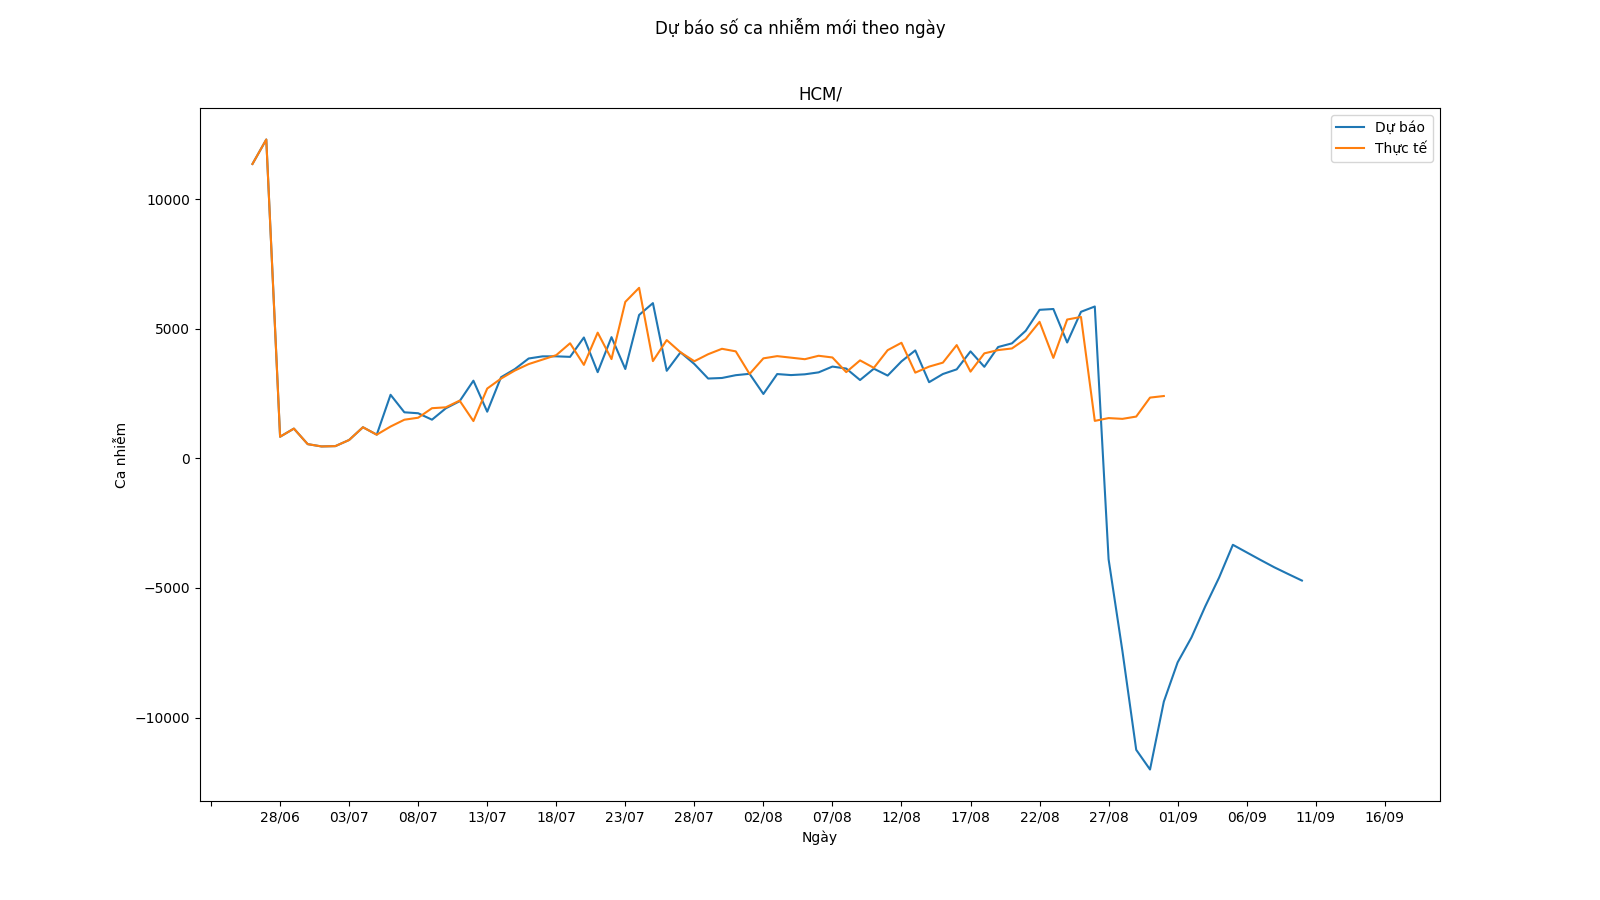 Dự báo số ca nhiễm mới theo ngày
HCM/
Dự báo
Thực tế
10000
5000
0
−5000
−10000
Ca nhiễm
28/06 03/07 08/07 13/07 18/07 23/07 28/07 02/08 07/08 12/08 17/08 22/08 27/08 01/09 06/09 11/09 16/09
Ngày